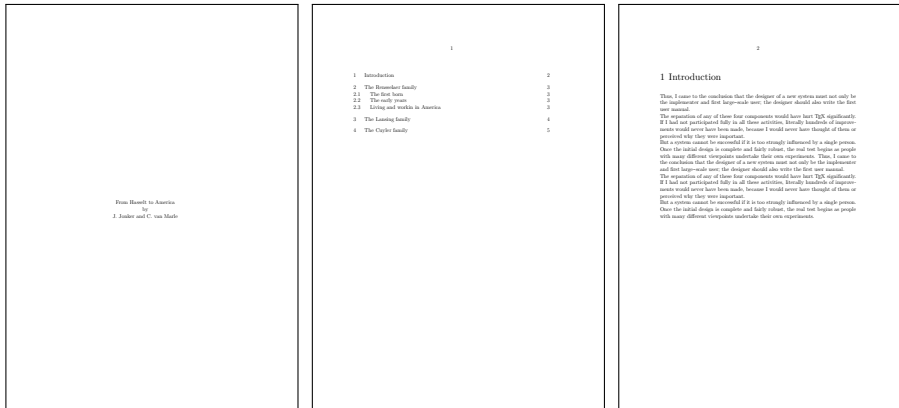 From Hasselt to America
by
J. Jonker and C. van Marle
1
1 Introduction 2
2 The Rensselaer family 3
2.1 The first born 3
2.2 The early years 3
2.3 Living and workin in America 3
3 The Lansing family 4
4 The Cuyler family 5
2
1 Introduction
Thus, I came to the conclusion that the designer of a new system must not only be
the implementer and first large–scale user; the designer should also write the first
user manual.
The separation of any of these four components would have hurt TEX significantly.
If I had not participated fully in all these activities, literally hundreds of improve-
ments would never have been made, because I would never have thought of them or
perceived why they were important.
But a system cannot be successful if it is too strongly influenced by a single person.
Once the initial design is complete and fairly robust, the real test begins as people
with many different viewpoints undertake their own experiments. Thus, I came to
the conclusion that the designer of a new system must not only be the implementer
and first large–scale user; the designer should also write the first user manual.
The separation of any of these four components would have hurt TEX significantly.
If I had not participated fully in all these activities, literally hundreds of improve-
ments would never have been made, because I would never have thought of them or
perceived why they were important.
But a system cannot be successful if it is too strongly influenced by a single person.
Once the initial design is complete and fairly robust, the real test begins as people
with many different viewpoints undertake their own experiments.